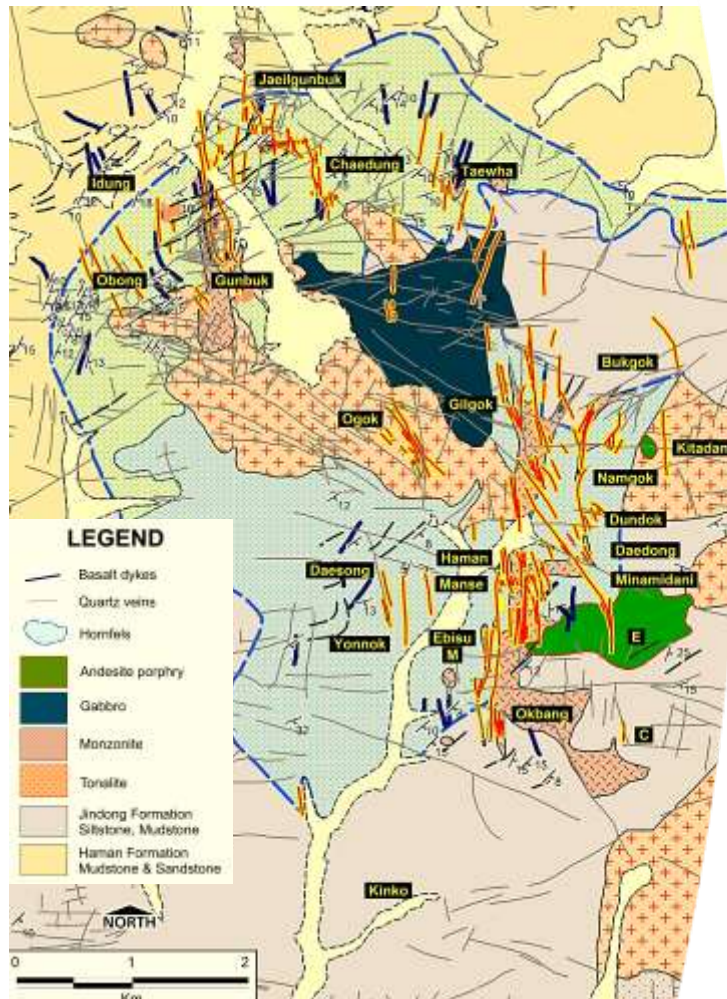 Jaeilgunbuk
Chaedung
Taewha
Idung
Obong
Gunbuk
Bukgok
Ogok
Gilgok
Kitadani
Namgok
Dundok
Haman
Daedong
Daesong
Manse
Minamidani
Yonnok
Ebisu
M
E
Okbang
C
Kinko
LEGEND
Basalt dykes
Quartz veins
Hornfels
Andesite porphry
Gabbro
Monzonite
Tonalite
Jindong Formation
Siltstone, Mudstone
Haman Formation
Mudstone & Sandstone
NORTH
0 1 2
Km